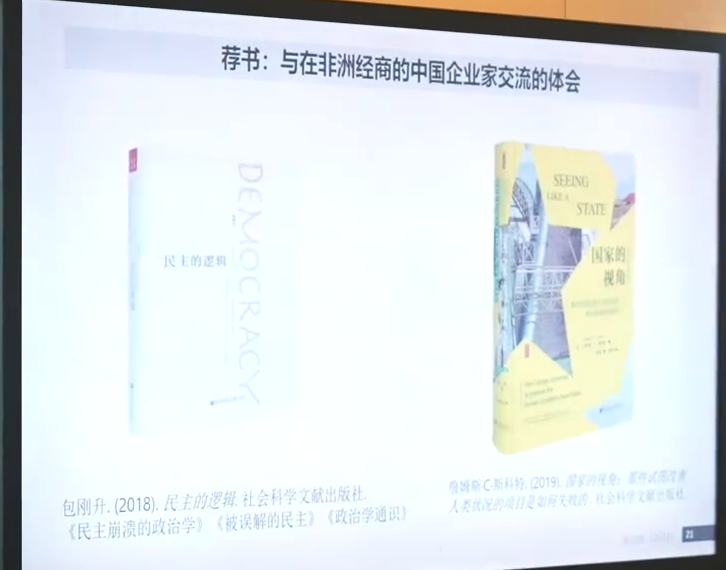 荐书：与在非洲经商的中国企业家交流的体会
DEMOCRACY
民主的逻辑
SEEING
LIKE A
STATE
国家的
视角
包刚升. (2018). 民主的逻辑. 社会科学文献出版社.
《民主崩溃的政治学》《被误解的民主》《政治学通识》
詹姆斯·C·斯科特. (2019). 国家的视角：那些试图改善
人类状况的项目是如何失败的. 社会科学文献出版社.
21